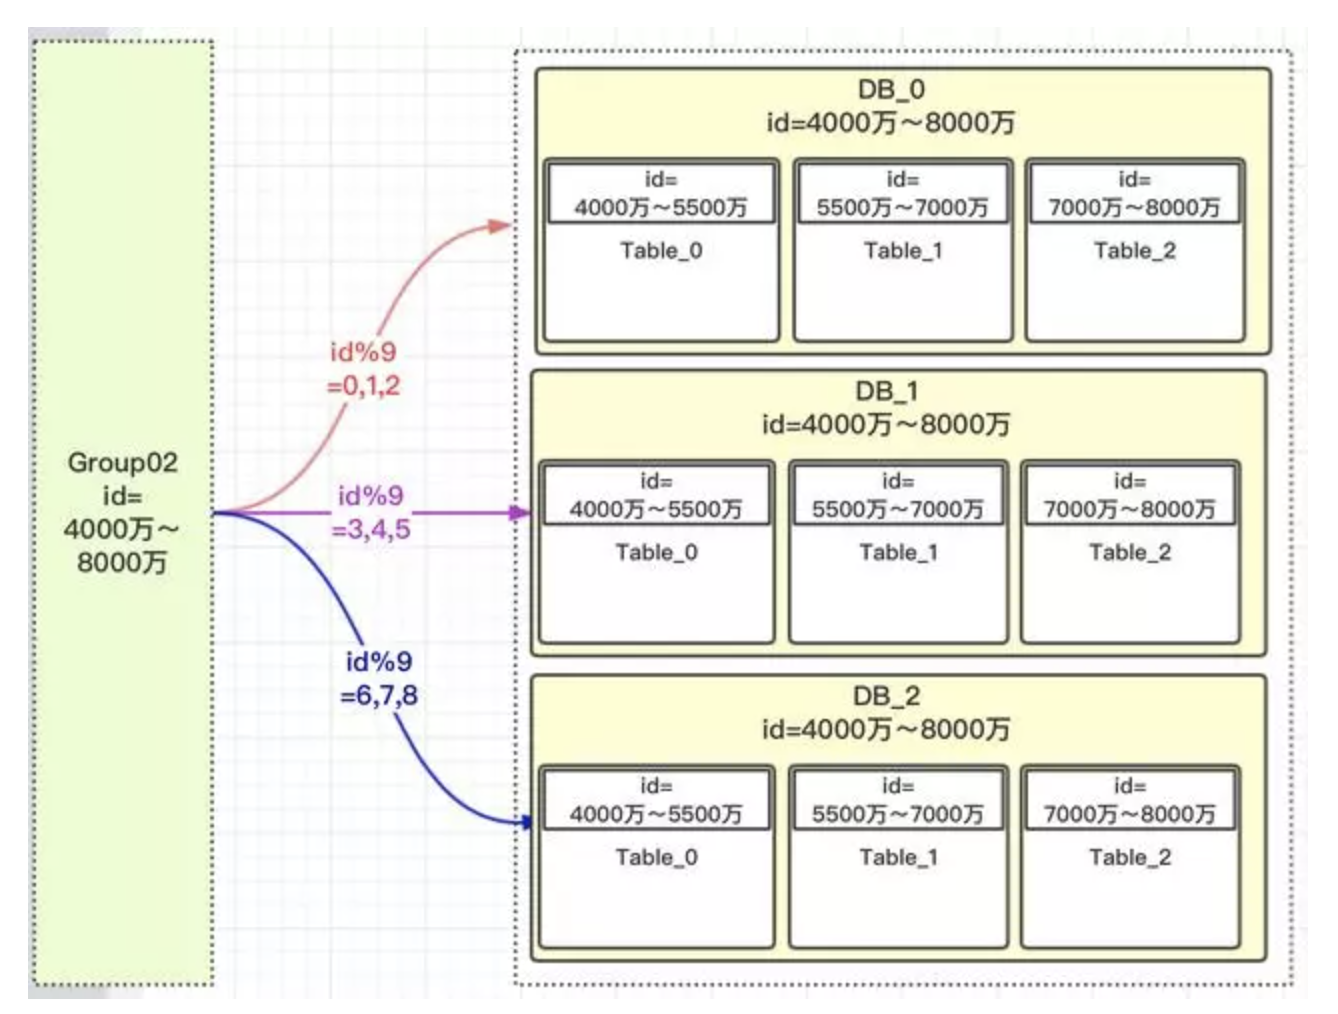 Group02
id=
4000万～
8000万
id%9
=0,1,2
id%9
=3,4,5
id%9
=6,7,8
DB_0
id=4000万～8000万
id=
4000万～5500万
Table_0
id=
5500万～7000万
Table_1
id=
7000万～8000万
Table_2
DB_1
id=4000万～8000万
id=
4000万～5500万
Table_0
id=
5500万～7000万
Table_1
id=
7000万～8000万
Table_2
DB_2
id=4000万～8000万
id=
4000万～5500万
Table_0
id=
5500万～7000万
Table_1
id=
7000万～8000万
Table_2